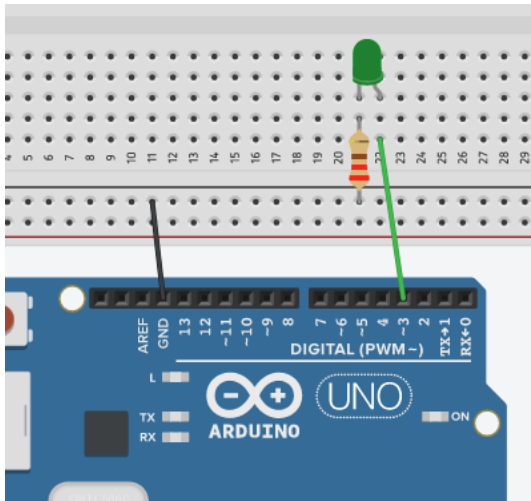 4 5 6 7 8 9 10 11 12 13 14 15 16 17 18 19 20 22 23 24 25 26 27 28 29
AREF GND 13 12 ~11 ~10 ~9 8 7 ~6 ~5 4 ~3 2 TX→1 RX←0
DIGITAL (PWM~)
L
TX
RX
ARDUINO
UNO
ON